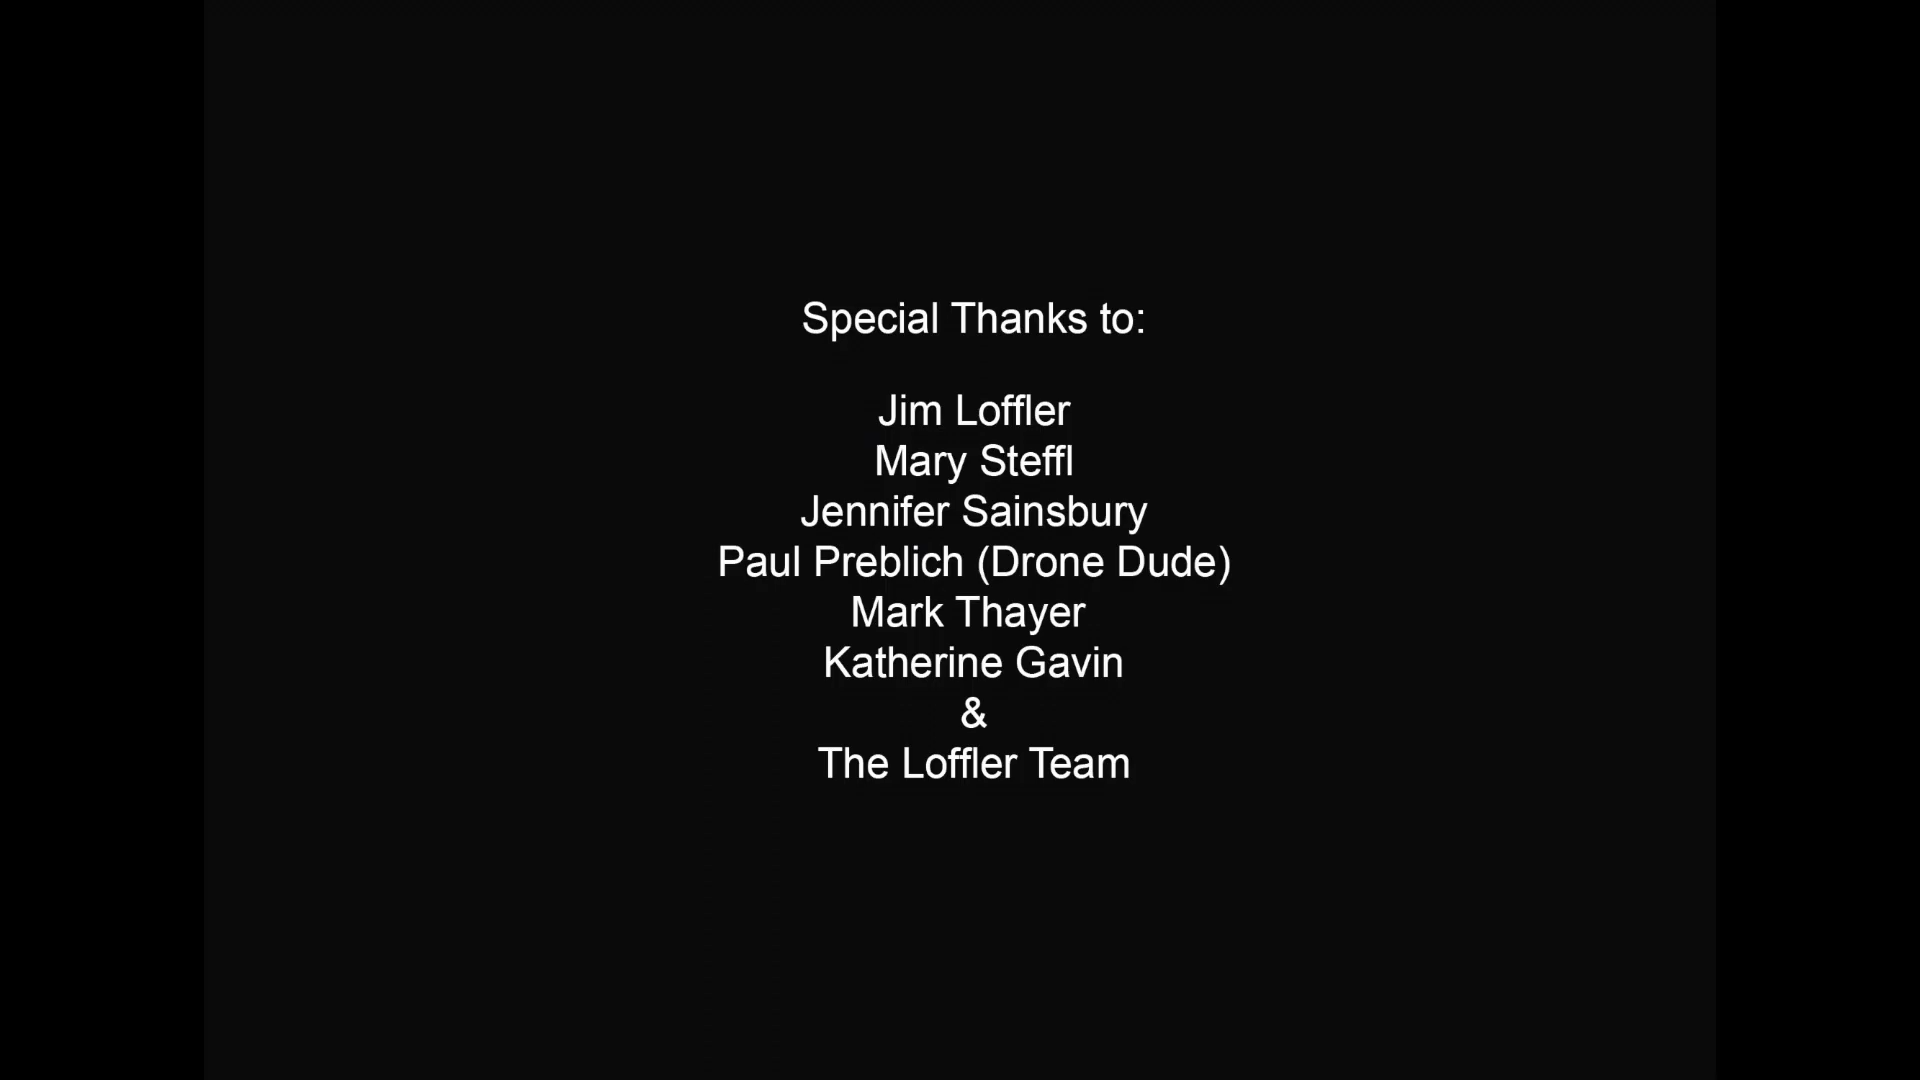 Special Thanks to:
Jim Loffler
Mary Steffl
Jennifer Sainsbury
Paul Preblich (Drone Dude)
Mark Thayer
Katherine Gavin
&
The Loffler Team